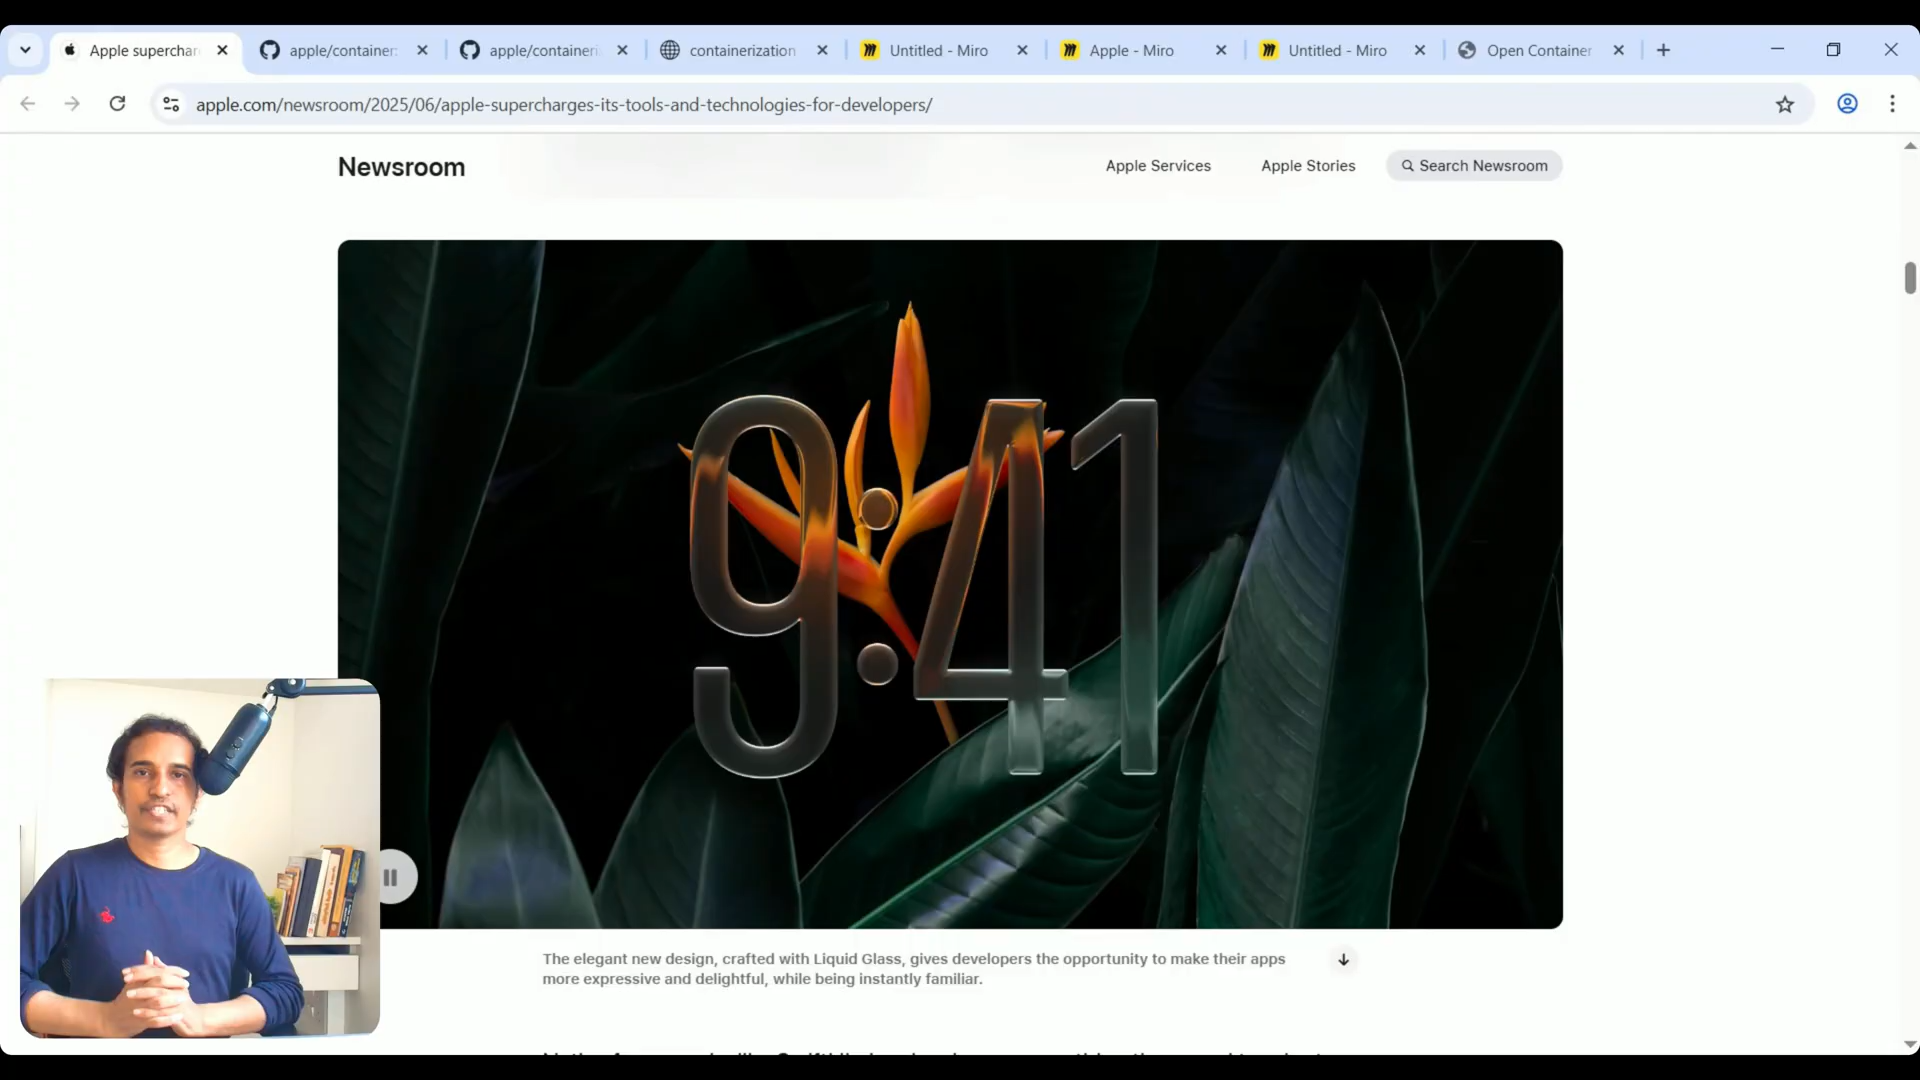 Apple superchar
apple/container:
apple/containeri
containerization
Untitled - Miro
Apple - Miro
Untitled - Miro
Open Container
apple.com/newsroom/2025/06/apple-supercharges-its-tools-and-technologies-for-developers/
Newsroom
Apple Services
Apple Stories
Search Newsroom
9:41
The elegant new design, crafted with Liquid Glass, gives developers the opportunity to make their apps
more expressive and delightful, while being instantly familiar.